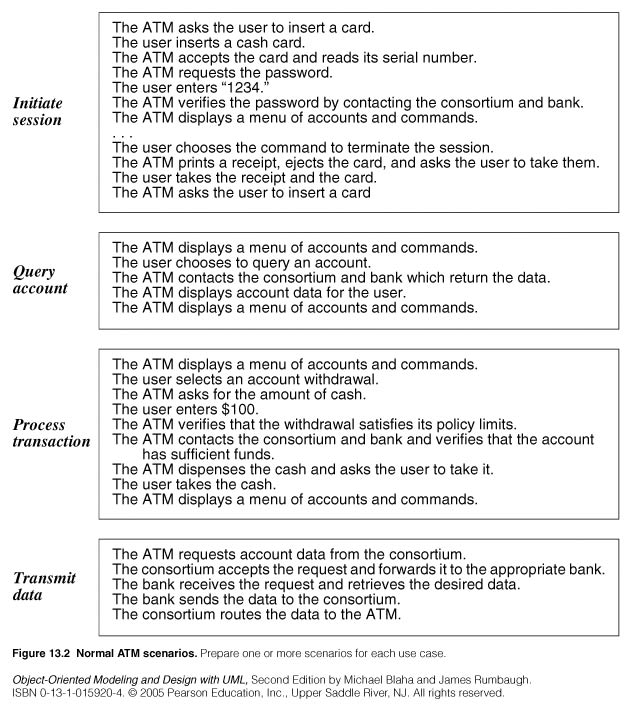 Initiate
session
The ATM asks the user to insert a card.
The user inserts a cash card.
The ATM accepts the card and reads its serial number.
The ATM requests the password.
The user enters “1234.”
The ATM verifies the password by contacting the consortium and bank.
The ATM displays a menu of accounts and commands.
. . .
The user chooses the command to terminate the session.
The ATM prints a receipt, ejects the card, and asks the user to take them.
The user takes the receipt and the card.
The ATM asks the user to insert a card
Query
account
The ATM displays a menu of accounts and commands.
The user chooses to query an account.
The ATM contacts the consortium and bank which return the data.
The ATM displays account data for the user.
The ATM displays a menu of accounts and commands.
Process
transaction
The ATM displays a menu of accounts and commands.
The user selects an account withdrawal.
The ATM asks for the amount of cash.
The user enters $100.
The ATM verifies that the withdrawal satisfies its policy limits.
The ATM contacts the consortium and bank and verifies that the account
has sufficient funds.
The ATM dispenses the cash and asks the user to take it.
The user takes the cash.
The ATM displays a menu of accounts and commands.
Transmit
data
The ATM requests account data from the consortium.
The consortium accepts the request and forwards it to the appropriate bank.
The bank receives the request and retrieves the desired data.
The bank sends the data to the consortium.
The consortium routes the data to the ATM.
Figure 13.2 Normal ATM scenarios. Prepare one or more scenarios for each use case.
Object-Oriented Modeling and Design with UML, Second Edition by Michael Blaha and James Rumbaugh.
ISBN 0-13-1-015920-4. © 2005 Pearson Education, Inc., Upper Saddle River, NJ. All rights reserved.